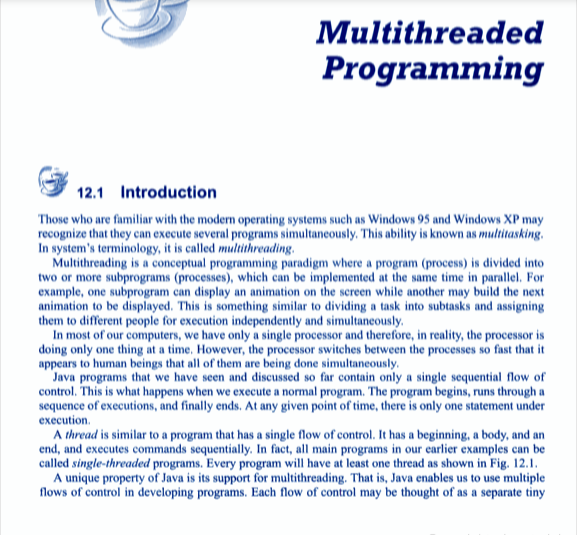 Multithreaded
Programming
12.1 Introduction
Those who are familiar with the modern operating systems such as Windows 95 and Windows XP may
recognize that they can execute several programs simultaneously. This ability is known as multitasking.
In system's terminology, it is called multithreading.
Multithreading is a conceptual programming paradigm where a program (process) is divided into
two or more subprograms (processes), which can be implemented at the same time in parallel. For
example, one subprogram can display an animation on the screen while another may build the next
animation to be displayed. This is something similar to dividing a task into subtasks and assigning
them to different people for execution independently and simultaneously.
In most of our computers, we have only a single processor and therefore, in reality, the processor is
doing only one thing at a time. However, the processor switches between the processes so fast that it
appears to human beings that all of them are being done simultaneously.
Java programs that we have seen and discussed so far contain only a single sequential flow of
control. This is what happens when we execute a normal program. The program begins, runs through a
sequence of executions, and finally ends. At any given point of time, there is only one statement under
execution.
A thread is similar to a program that has a single flow of control. It has a beginning, a body, and an
end, and executes commands sequentially. In fact, all main programs in our earlier examples can be
called single-threaded programs. Every program will have at least one thread as shown in Fig. 12.1.
A unique property of Java is its support for multithreading. That is, Java enables us to use multiple
flows of control in developing programs. Each flow of control may be thought of as a separate tiny